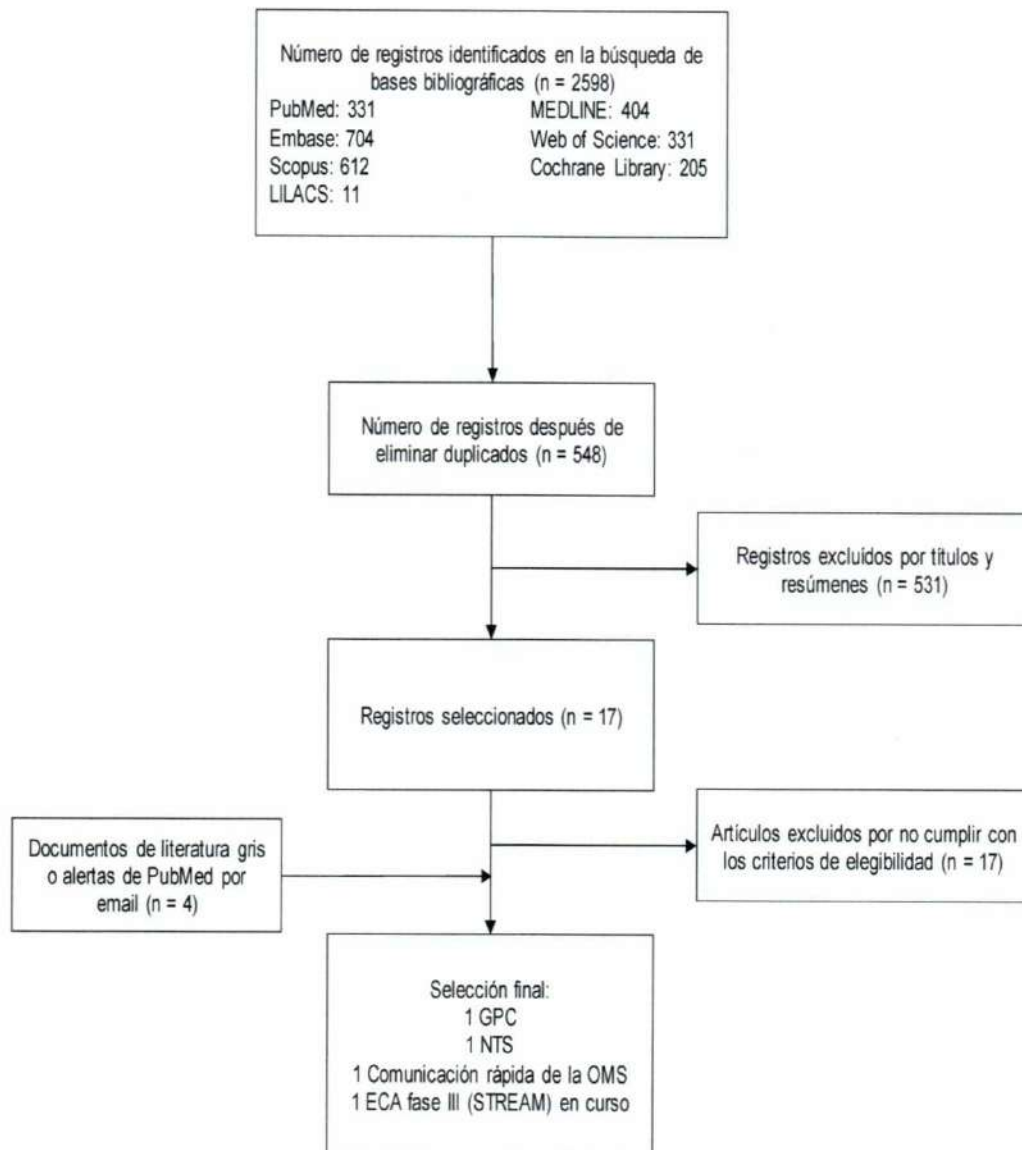 Número de registros identificados en la búsqueda de
bases bibliográficas (n = 2598)
PubMed: 331 MEDLINE: 404
Embase: 704 Web of Science: 331
Scopus: 612 Cochrane Library: 205
LILACS: 11
Número de registros después de
eliminar duplicados (n = 548)
Registros excluídos por títulos y
resúmenes (n = 531)
Registros seleccionados (n = 17)
Documentos de literatura gris
o alertas de PubMed por
email (n = 4)
Artículos excluidos por no cumplir con
los criterios de elegibilidad (n = 17)
Selección final:
1 GPC
1 NTS
1 Comunicación rápida de la OMS
1 ECA fase III (STREAM) en curso